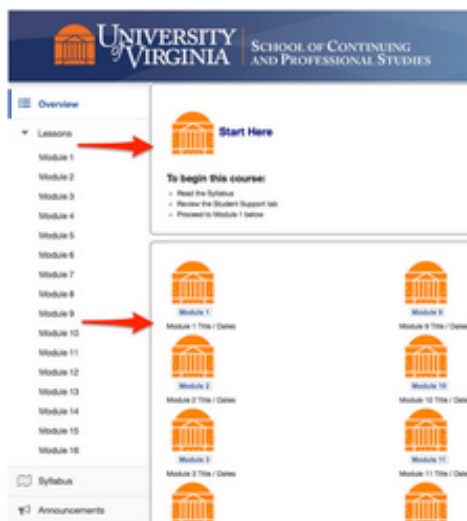 UNIVERSITY
of VIRGINIA
SCHOOL OF CONTINUING
AND PROFESSIONAL STUDIES
Overview
Lessons
Module 1
Module 2
Module 3
Module 4
Module 5
Module 6
Module 7
Module 8
Module 9
Module 10
Module 11
Module 12
Module 13
Module 14
Module 15
Module 16
Syllabus
Announcements
Start Here
To begin this course:
Read the Syllabus
Review the Student Support tab
Proceed to Module 1 below
Module 1
Module 1 Title / Dates
Module 9
Module 9 Title / Dates
Module 2
Module 2 Title / Dates
Module 10
Module 10 Title / Dates
Module 3
Module 3 Title / Dates
Module 11
Module 11 Title / Date